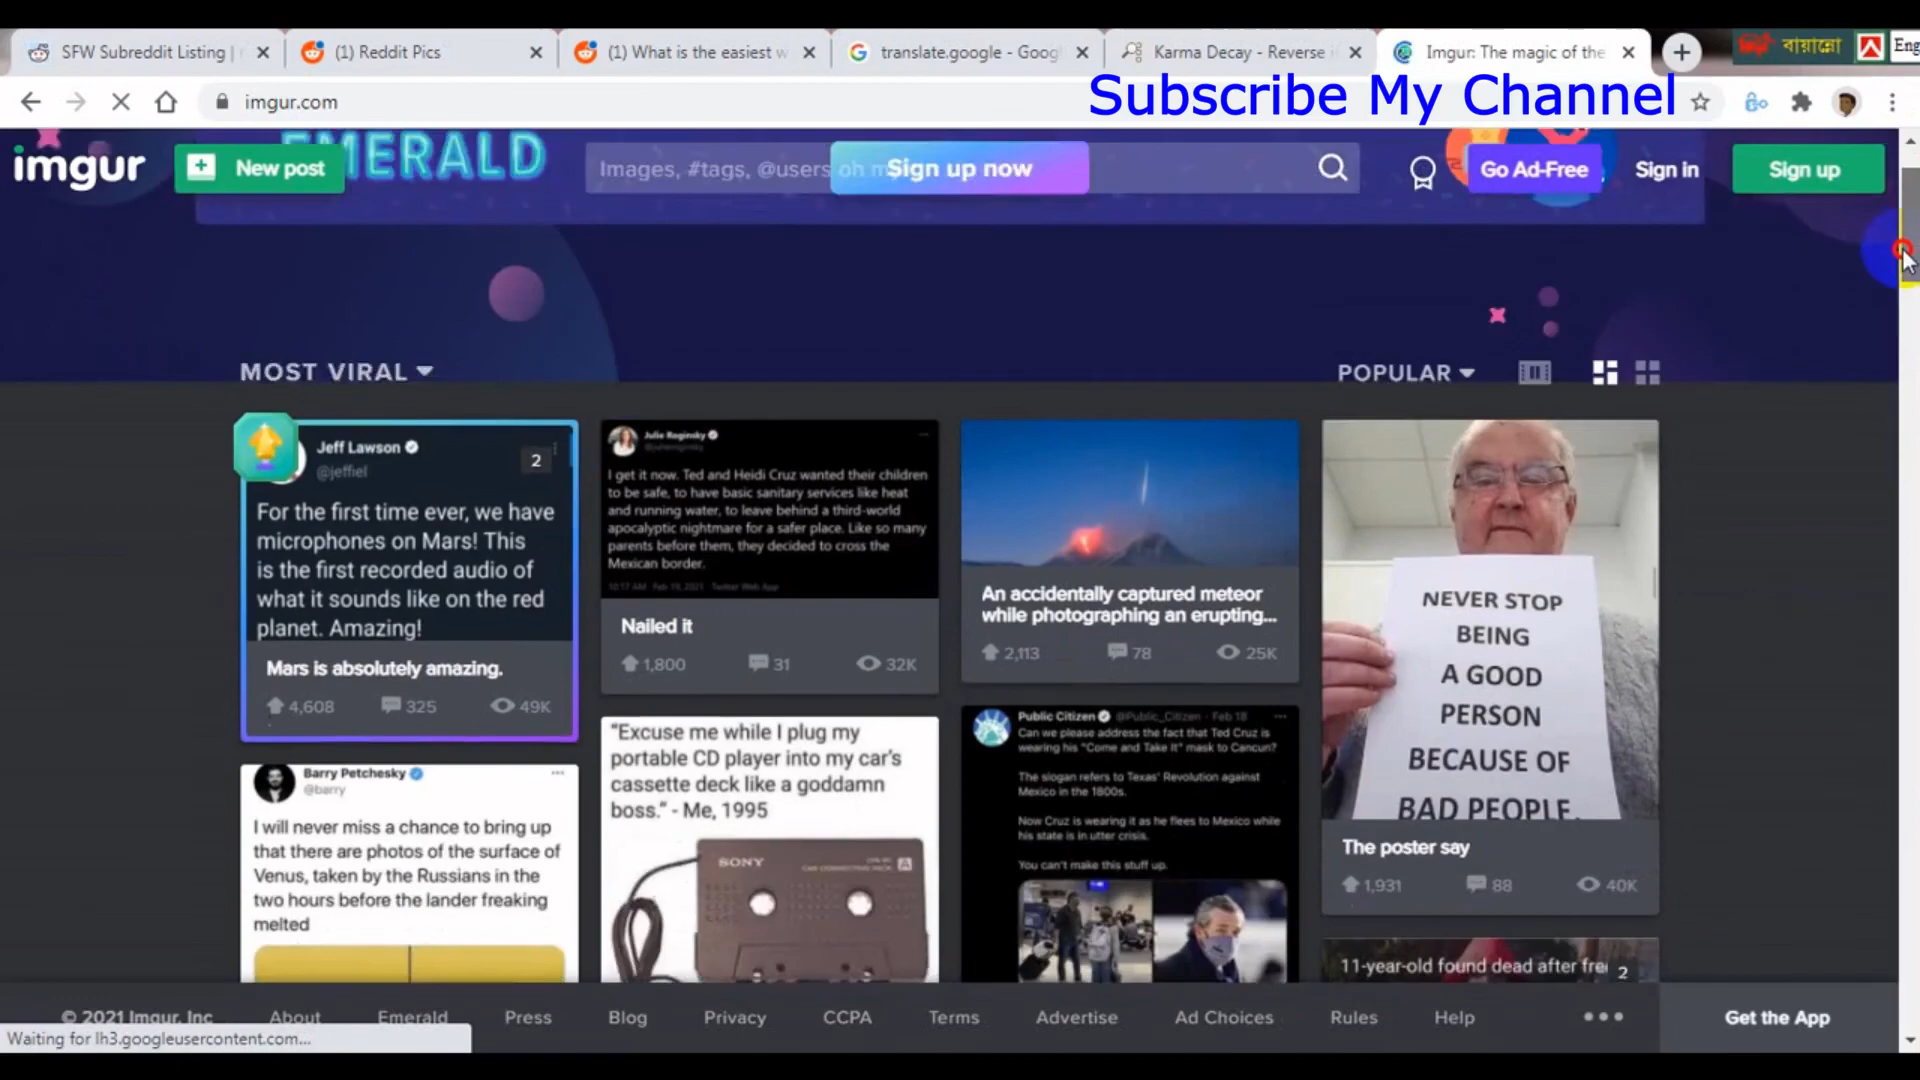 SFW Subreddit Listing |
(1) Reddit Pics
(1) What is the easiest w
translate.google - Goog
Karma Decay - Reverse
Imgur: The magic of the
বায়ান্নো
Eng
imgur.com
Subscribe My Channel
EMERALD
imgur
New post
Images, #tags, @users oh m
Sign up now
Go Ad-Free
Sign in
Sign up
MOST VIRAL
POPULAR
Jeff Lawson
@jeffiel
2
For the first time ever, we have
microphones on Mars! This
is the first recorded audio of
what it sounds like on the red
planet. Amazing!
Mars is absolutely amazing.
4,608 325 49K
Julie Roginsky
I get it now. Ted and Heidi Cruz wanted their children
to be safe, to have basic sanitary services like heat
and running water, to leave behind a third-world
apocalyptic nightmare for a safer place. Like so many
parents before them, they decided to cross the
Mexican border.
10:17 AM · Feb 19, 2021 · Twitter Web App
Nailed it
1,800 31 32K
An accidentally captured meteor
while photographing an erupting...
2,113 78 25K
NEVER STOP
BEING
A GOOD
PERSON
BECAUSE OF
BAD PEOPLE.
The poster say
1,931 88 40K
Barry Petchesky
@barry
I will never miss a chance to bring up
that there are photos of the surface of
Venus, taken by the Russians in the
two hours before the lander freaking
melted
"Excuse me while I plug my
portable CD player into my car's
cassette deck like a goddamn
boss." - Me, 1995
SONY
A
Public Citizen @Public_Citizen · Feb 18
Can we please address the fact that Ted Cruz is
wearing his "Come and Take It" mask to Cancun?
The slogan refers to Texas' Revolution against
Mexico in the 1800s.
Now Cruz is wearing it as he flees to Mexico while
his state is in utter crisis.
You can't make this stuff up.
11-year-old found dead after free
2
© 2021 Imgur, Inc
About
Emerald
Press
Blog
Privacy
CCPA
Terms
Advertise
Ad Choices
Rules
Help
Get the App
Waiting for lh3.googleusercontent.com...